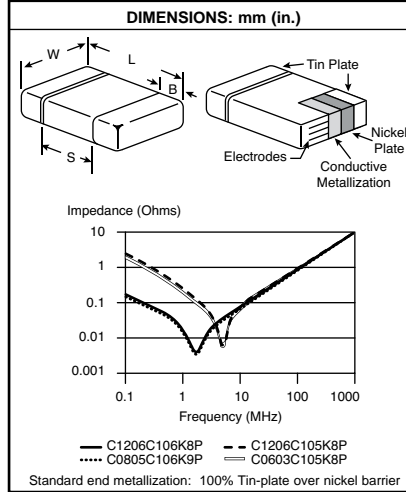 DIMENSIONS: mm (in.)
W
L
B
S
Tin Plate
Nickel
Plate
Electrodes
Conductive
Metallization
Impedance (Ohms)
10
1
0.1
0.01
0.001
0.1 1 10 100 1000
Frequency (MHz)
C1206C106K8P C1206C105K8P
C0805C106K9P C0603C105K8P
Standard end metallization: 100% Tin-plate over nickel barrier